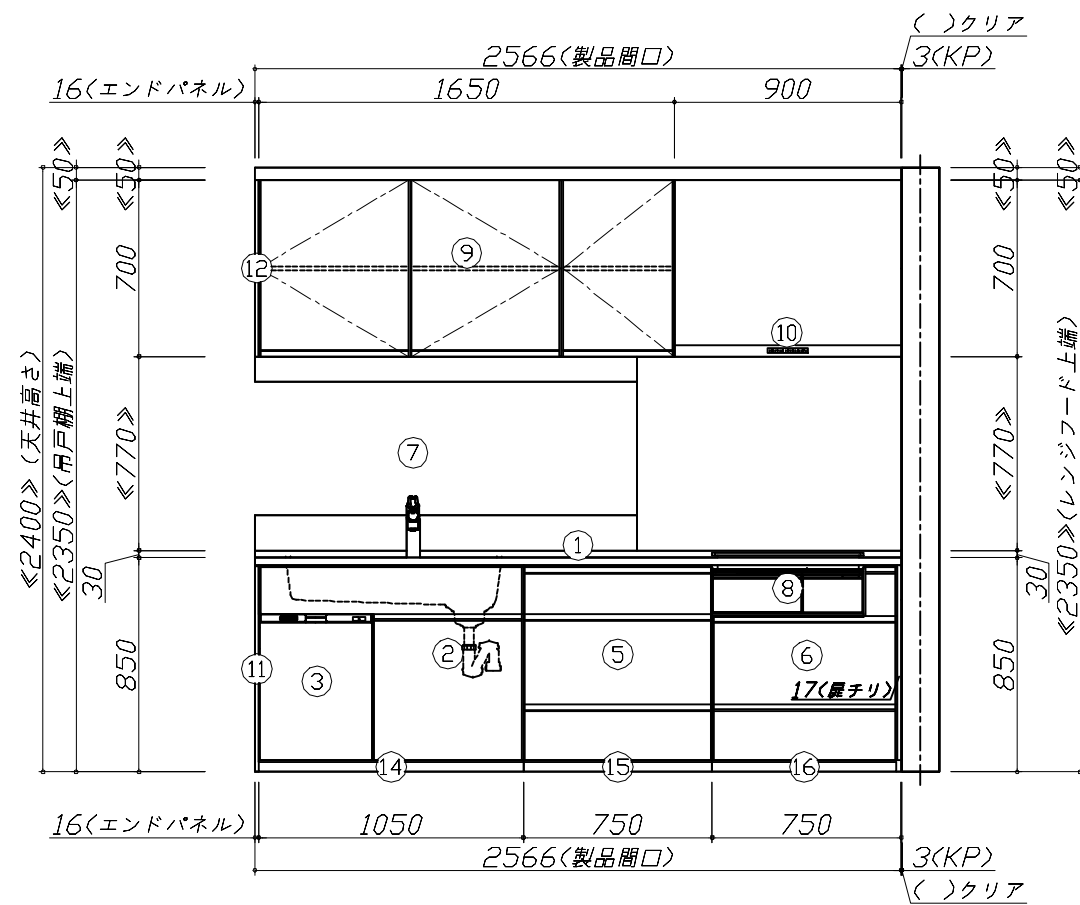 ( )クリア
2566(製品間口)
3(KP)
16(エンドパネル)
1650
900
≪50≫
≪50≫
≪50≫
≪50≫
700
700
12
9
10
≪2400≫(天井高さ)
≪2350≫(吊戸棚上端)
≪770≫
≪770≫
≪2350≫(レンジフード上端)
7
1
30
30
8
850
850
11
3
2
5
6
17(扉チリ)
14
15
16
16(エンドパネル)
1050
750
750
2566(製品間口)
3(KP)
( )クリア